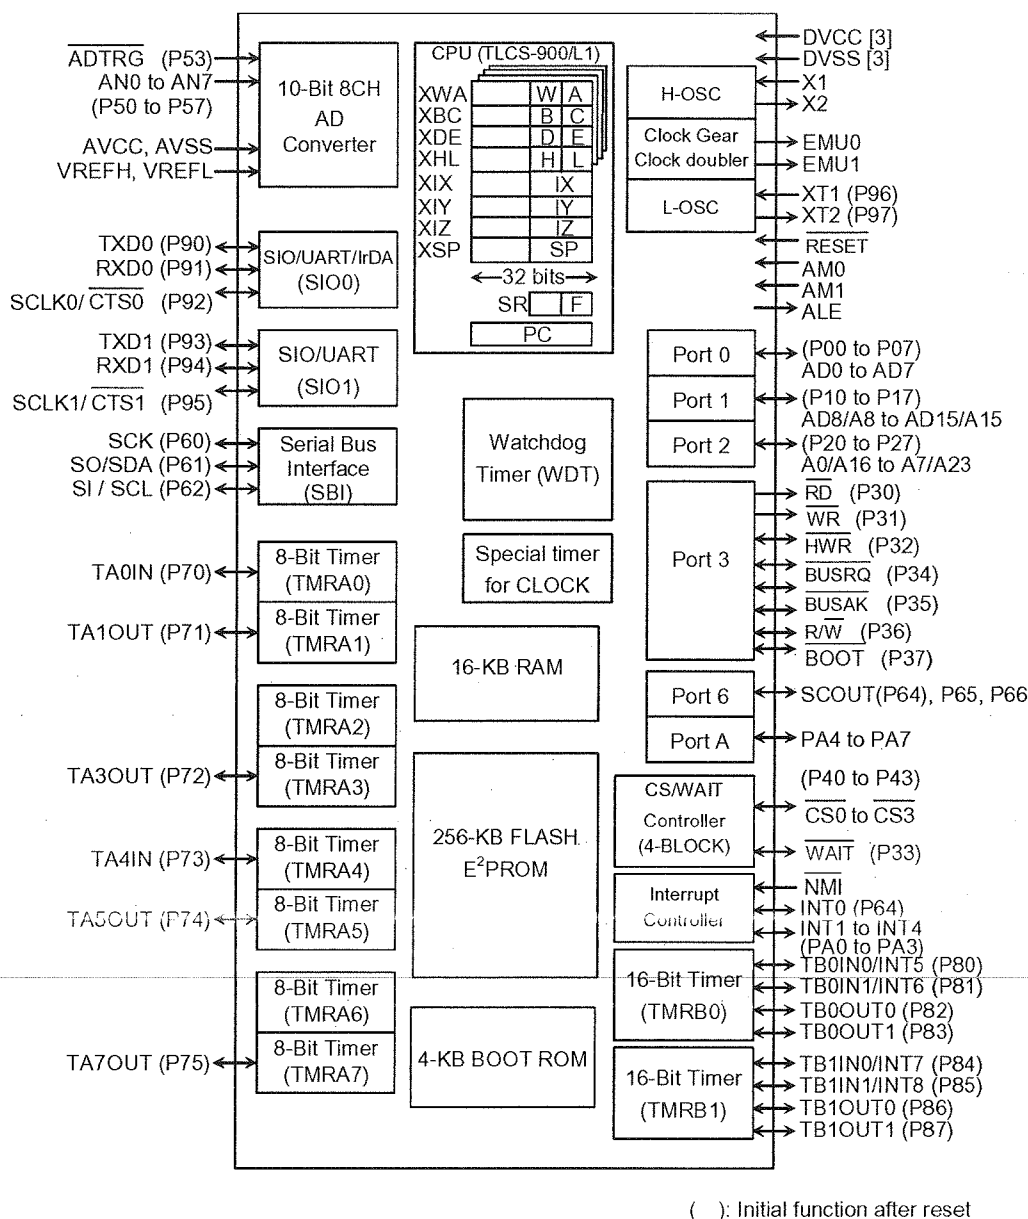 ADTRG (P53)
AN0 to AN7
(P50 to P57)
AVCC, AVSS
VREFH, VREFL
10-Bit 8CH
AD
Converter
TXD0 (P90)
RXD0 (P91)
SCLK0/ CTS0 (P92)
SIO/UART/IrDA
(SIO0)
TXD1 (P93)
RXD1 (P94)
SCLK1/ CTS1 (P95)
SIO/UART
(SIO1)
SCK (P60)
SO/SDA (P61)
SI / SCL (P62)
Serial Bus
Interface
(SBI)
TA0IN (P70)
8-Bit Timer
(TMRA0)
TA1OUT (P71)
8-Bit Timer
(TMRA1)
8-Bit Timer
(TMRA2)
TA3OUT (P72)
8-Bit Timer
(TMRA3)
TA4IN (P73)
8-Bit Timer
(TMRA4)
TA5OUT (P74)
8-Bit Timer
(TMRA5)
8-Bit Timer
(TMRA6)
TA7OUT (P75)
8-Bit Timer
(TMRA7)
CPU (TLCS-900/L1)
XWA W A
XBC B C
XDE D E
XHL H L
XIX IX
XIY IY
XIZ IZ
XSP SP
32 bits
SR F
PC
Watchdog
Timer (WDT)
Special timer
for CLOCK
16-KB RAM
256-KB FLASH
E²PROM
4-KB BOOT ROM
DVCC [3]
DVSS [3]
H-OSC
X1
X2
Clock Gear
Clock doubler
EMU0
EMU1
L-OSC
XT1 (P96)
XT2 (P97)
RESET
AM0
AM1
ALE
Port 0
(P00 to P07)
AD0 to AD7
Port 1
(P10 to P17)
AD8/A8 to AD15/A15
Port 2
(P20 to P27)
A0/A16 to A7/A23
Port 3
RD (P30)
WR (P31)
HWR (P32)
BUSRQ (P34)
BUSAK (P35)
R/W (P36)
BOOT (P37)
Port 6
SCOUT(P64), P65, P66
Port A
PA4 to PA7
CS/WAIT
Controller
(4-BLOCK)
(P40 to P43)
CS0 to CS3
WAIT (P33)
Interrupt
Controller
NMI
INT0 (P64)
INT1 to INT4
(PA0 to PA3)
16-Bit Timer
(TMRB0)
TB0IN0/INT5 (P80)
TB0IN1/INT6 (P81)
TB0OUT0 (P82)
TB0OUT1 (P83)
16-Bit Timer
(TMRB1)
TB1IN0/INT7 (P84)
TB1IN1/INT8 (P85)
TB1OUT0 (P86)
TB1OUT1 (P87)
( ): Initial function after reset